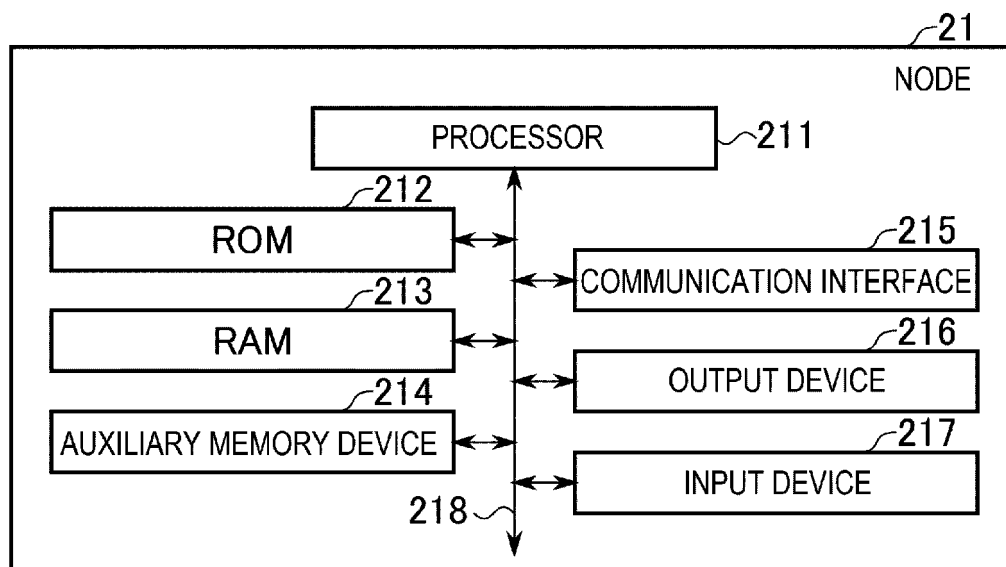 21
NODE
PROCESSOR
211
212
ROM
215
COMMUNICATION INTERFACE
213
RAM
216
OUTPUT DEVICE
214
AUXILIARY MEMORY DEVICE
217
INPUT DEVICE
218